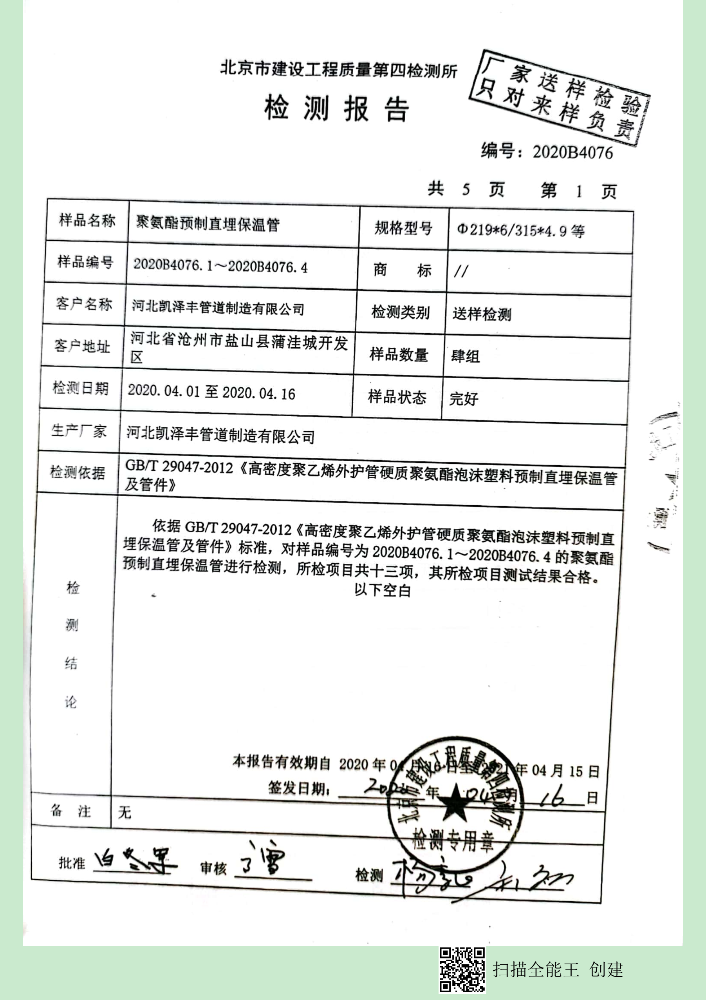 北京市建设工程质量第四检测所
检测报告
厂家送样检验
只对来样负责
编号：2020B4076
共 5 页 第 1 页
样品名称 聚氨酯预制直埋保温管 规格型号 Φ219*6/315*4.9 等
样品编号 2020B4076.1～2020B4076.4 商 标 //
客户名称 河北凯泽丰管道制造有限公司 检测类别 送样检测
客户地址 河北省沧州市盐山县蒲洼城开发
区
样品数量 肆组
检测日期 2020.04.01 至 2020.04.16 样品状态 完好
生产厂家 河北凯泽丰管道制造有限公司
检测依据 GB/T 29047-2012《高密度聚乙烯外护管硬质聚氨酯泡沫塑料预制直埋保温管
及管件》
检测结论
依据 GB/T 29047-2012《高密度聚乙烯外护管硬质聚氨酯泡沫塑料预制直
埋保温管及管件》标准，对样品编号为 2020B4076.1～2020B4076.4 的聚氨酯
预制直埋保温管进行检测，所检项目共十三项，其所检项目测试结果合格。
以下空白
本报告有效期自 2020 年 04 月 16 日至 2021 年 04 月 15 日
签发日期： 2020 年 04 月 16 日
北京市建设工程质量第四检测所
检测专用章
备 注 无
批准 白冬军 审核 丁雪 检测
扫描全能王 创建